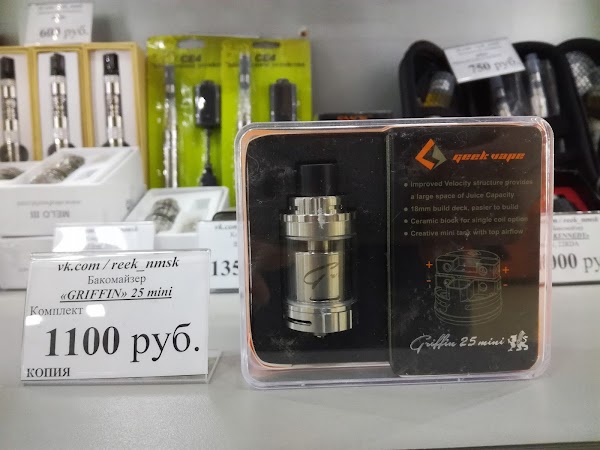 600 руб.
CE4
CE4
750 руб.
MELO III
geek vape
• Improved Velocity structure provides
a large space of Juice Capacity
• 18mm build deck, easier to build
• Ceramic block for single coil option
• Creative mini tank with top airflow
+ +
- -
Griffin 25 mini
vk.com / reek_nmsk
Бакомайзер
«GRIFFIN» 25 mini
Комплект
1100 руб.
КОПИЯ
135
000 руб.